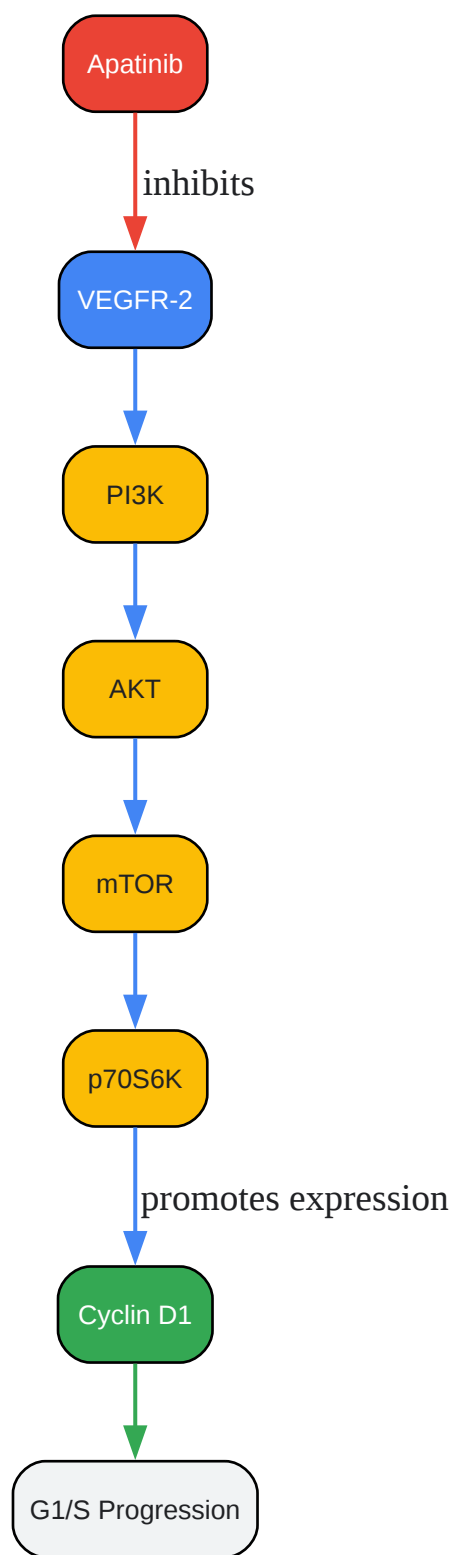 Apatinib
inhibits
VEGFR-2
PI3K
AKT
mTOR
p70S6K
promotes expression
Cyclin D1
G1/S Progression